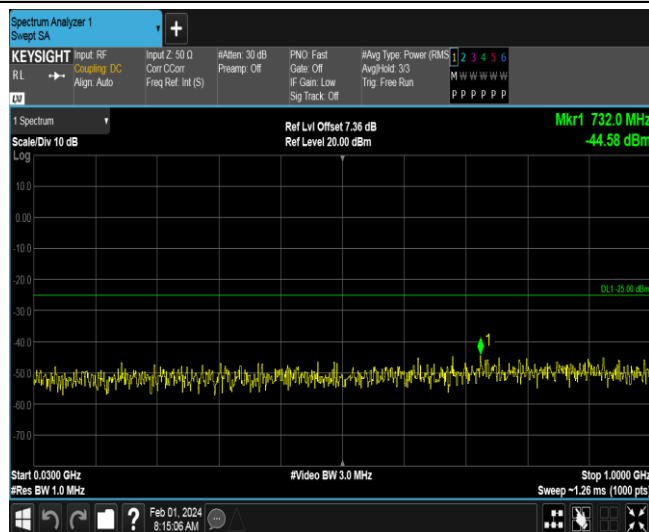 Spectrum Analyzer 1
Swept SA
KEYSIGHT Input: RF Input Z: 50 Ω #Atten: 30 dB PNO: Fast #Avg Type: Power (RMS 1 2 3 4 5 6
RL Coupling: DC Corr CCorr Preamp: Off Gate: Off Avg|Hold: 3/3 M W W W W W
Align: Auto Freq Ref: Int (S) IF Gain: Low Trig: Free Run
LXI Sig Track: Off P P P P P P
1 Spectrum Ref Lvl Offset 7.36 dB Mkr1 732.0 MHz
Scale/Div 10 dB Ref Level 20.00 dBm -44.58 dBm
Log
10.0
0.00
-10.0
-20.0
DL1 -25.00 dBm
-30.0
-40.0
1
-50.0
-60.0
-70.0
Start 0.0300 GHz #Video BW 3.0 MHz Stop 1.0000 GHz
#Res BW 1.0 MHz Sweep ~1.26 ms (1000 pts)
? Feb 01, 2024
8:15:06 AM